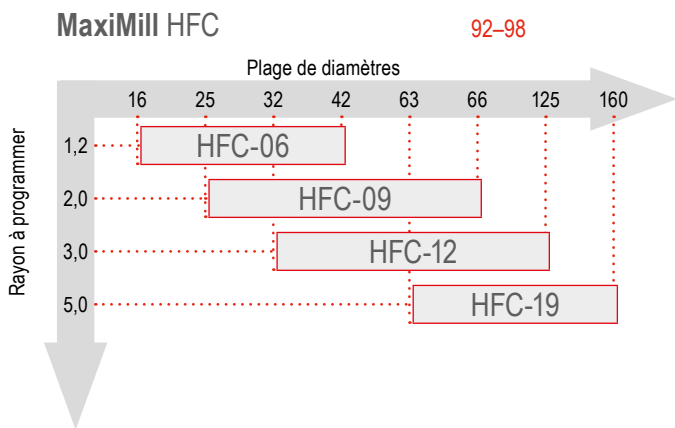 MaxiMill HFC 92–98
Plage de diamètres
16 25 32 42 63 66 125 160
Rayon à programmer
1,2 HFC-06
2,0 HFC-09
3,0 HFC-12
5,0 HFC-19